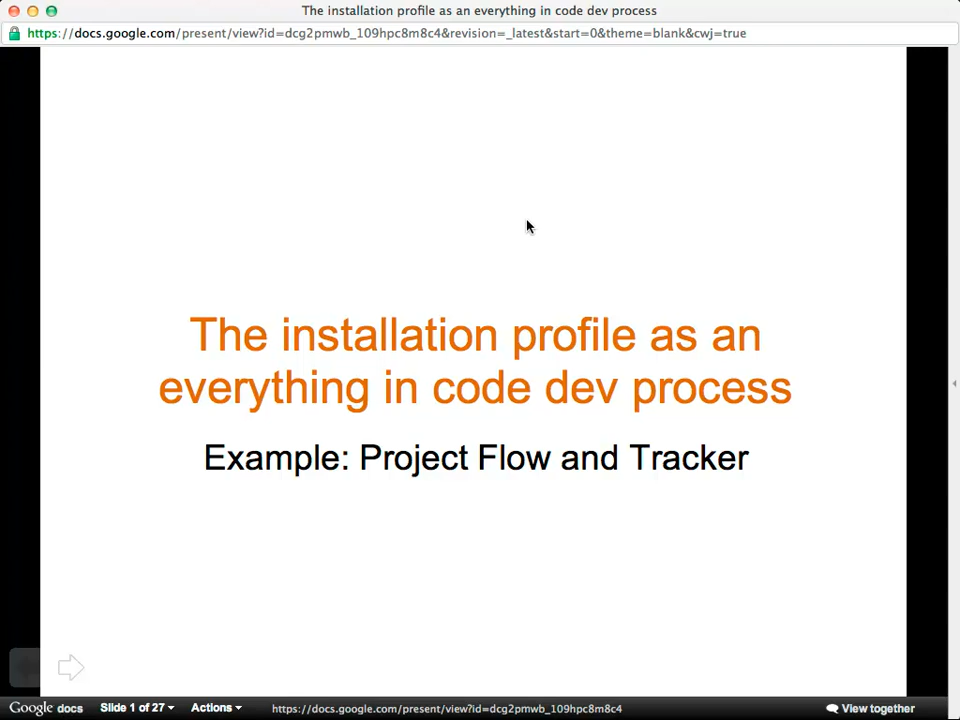 The installation profile as an everything in code dev process
https://docs.google.com/present/view?id=dcg2pmwb_109hpc8m8c4&revision=_latest&start=0&theme=blank&cwj=true
The installation profile as an
everything in code dev process
Example: Project Flow and Tracker
Google docs Slide 1 of 27 Actions https://docs.google.com/present/view?id=dcg2pmwb_109hpc8m8c4 View together